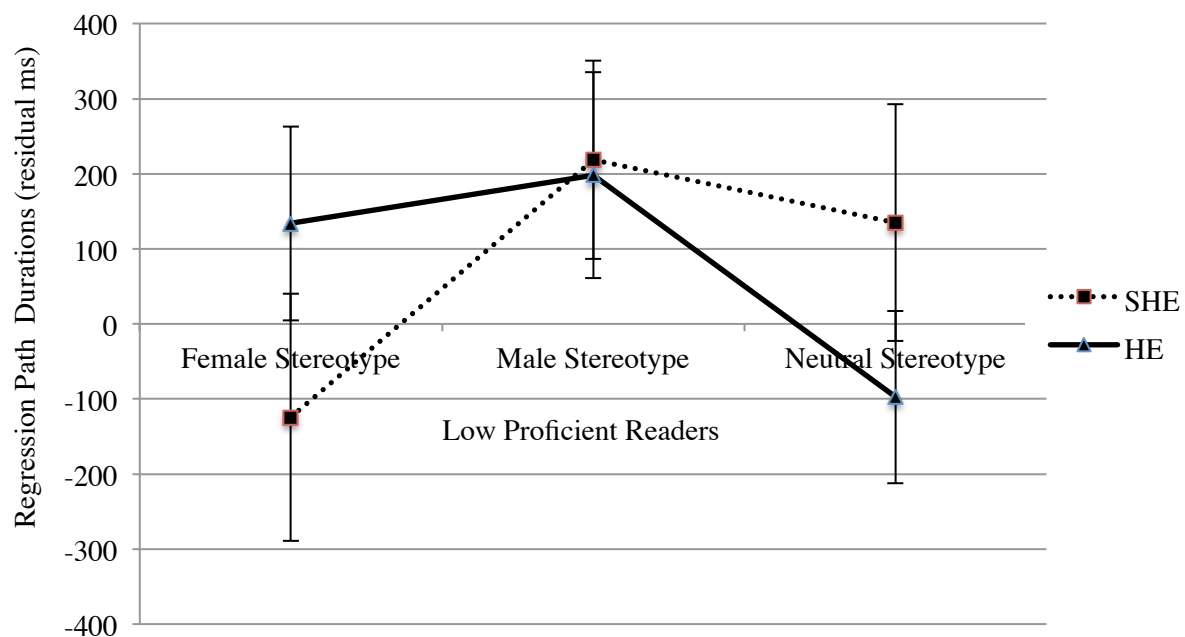 400
300
200
100
0
-100
-200
-300
-400
Regression Path Durations (residual ms)
Female Stereotype
Male Stereotype
Neutral Stereotype
Low Proficient Readers
SHE
HE